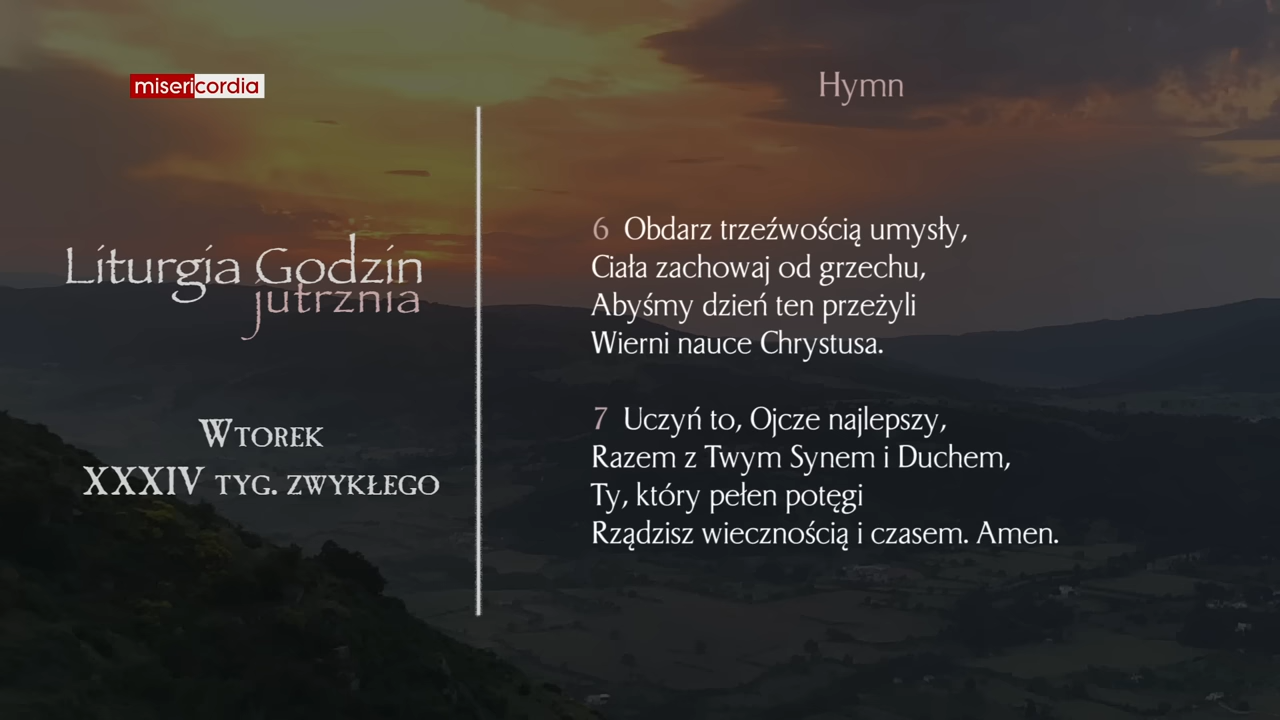 misericordia
Liturgia Godzin
jutrznia
Wtorek
XXXIV tyg. zwykłego
Hymn
6 Obdarz trzeźwością umysły,
Ciała zachowaj od grzechu,
Abyśmy dzień ten przeżyli
Wierni nauce Chrystusa.
7 Uczyń to, Ojcze najlepszy,
Razem z Twym Synem i Duchem,
Ty, który pełen potęgi
Rządzisz wiecznością i czasem. Amen.